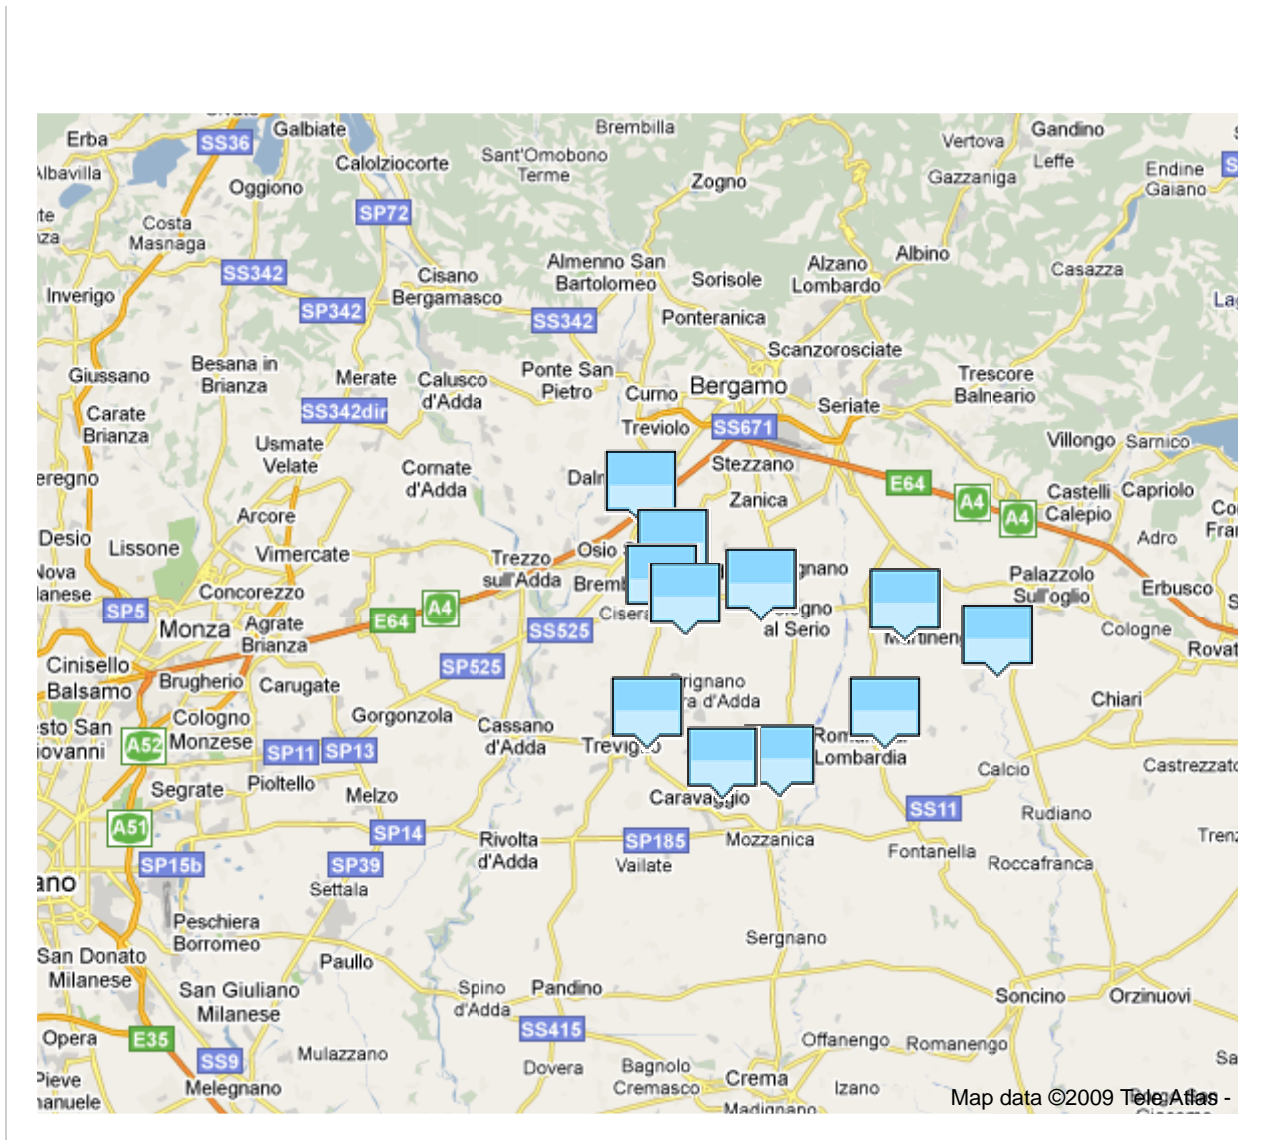 Galbiate
Brembilla
Gandino
Erba
SS36
Vertova
Calolziocorte
Sant'Omobono
Terme
Leffe
Endine
Gaiano
Oggiono
Zogno
Gazzaniga
SP72
Costa
Masnaga
Albino
SS342
Cisano
Bergamasco
Almenno San
Bartolomeo
Sorisole
Alzano
Lombardo
Casazza
Inverigo
SP342
SS342
Ponteranica
Scanzorosciate
Giussano
Besana in
Brianza
Merate
Calusco
d'Adda
Ponte San
Pietro
Curno
Bergamo
Trescore
Balneario
Carate
Brianza
SS342dir
Treviolo
SS671
Seriate
Usmate
Velate
Villongo
Sarnico
Cornate
d'Adda
Stezzano
E64
Zanica
A4
A4
Castelli
Calepio
Capriolo
Arcore
Desio
Lissone
Vimercate
Trezzo
sull'Adda
Osio
Adro
Palazzolo
Sull'oglio
Erbusco
Concorezzo
SP5
Monza
Agrate
Brianza
E64
A4
SS525
al Serio
Cologne
Cinisello
Balsamo
Brugherio
Carugate
SP525
Chiari
Cologno
Monzese
Gorgonzola
Cassano
d'Adda
A52
SP11
SP13
Lombardia
Segrate
Pioltello
Melzo
Caravaggio
Calcio
SS11
Rudiano
A51
SP14
Rivolta
d'Adda
SP185
Mozzanica
SP15b
SP39
Vailate
Fontanella
Roccafranca
Settala
Peschiera
Borromeo
San Donato
Milanese
Paullo
Sergnano
San Giuliano
Milanese
Spino
d'Adda
Pandino
Soncino
Orzinuovi
Opera
E35
SS415
Offanengo
Romanengo
SS9
Mulazzano
Dovera
Bagnolo
Cremasco
Crema
Izano
Melegnano
Madignano
Map data ©2009 Tele Atlas -